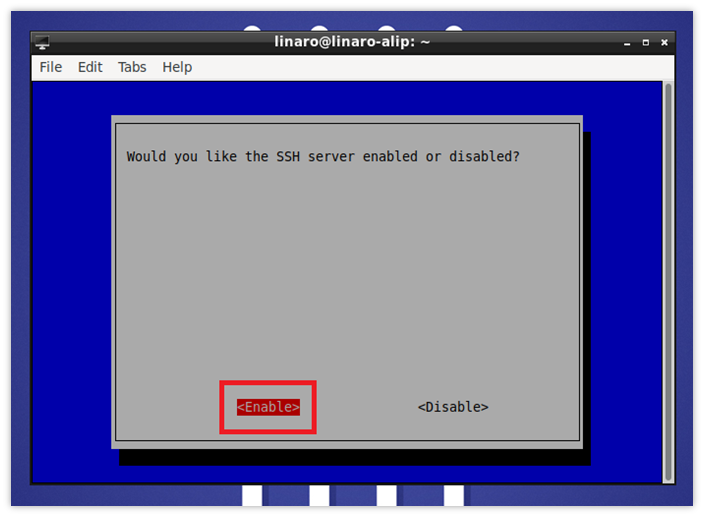 linaro@linaro-alip: ~
File Edit Tabs Help
Would you like the SSH server enabled or disabled?
<Enable> <Disable>